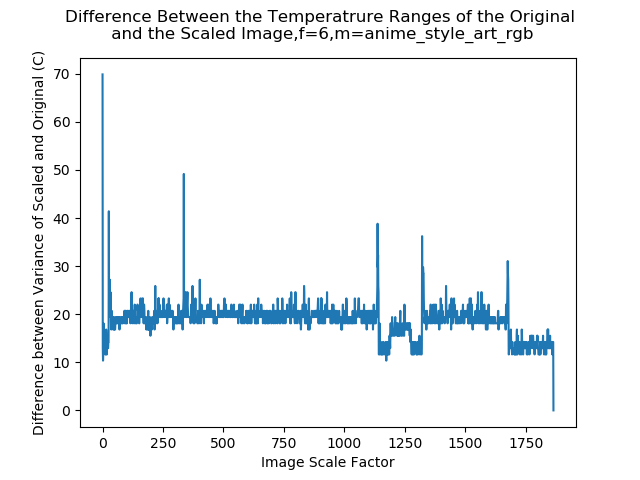 Difference Between the Temperatrure Ranges of the Original
and the Scaled Image,f=6,m=anime_style_art_rgb
Difference between Variance of Scaled and Original (C)
70
60
50
40
30
20
10
0
0 250 500 750 1000 1250 1500 1750
Image Scale Factor